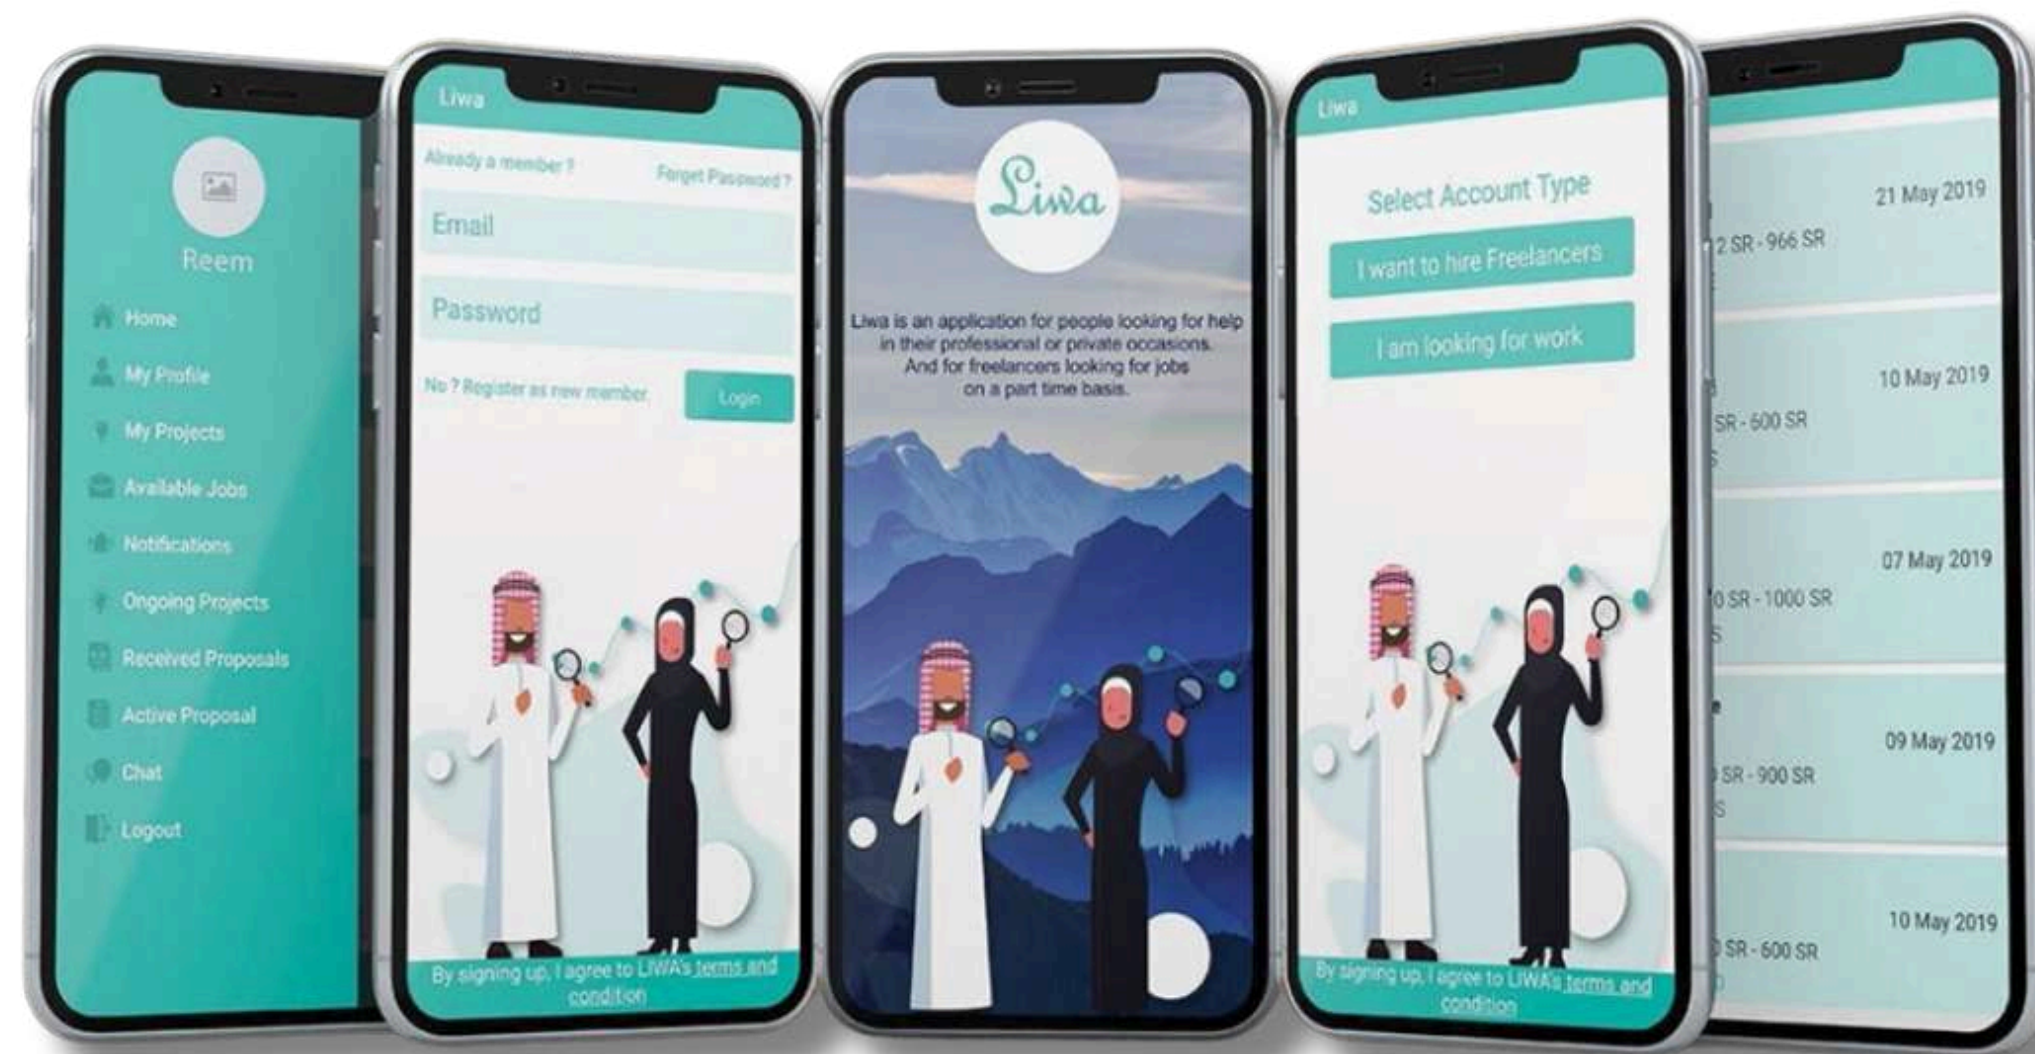 Reem
Home
My Profile
My Projects
Available Jobs
Notifications
Ongoing Projects
Received Proposals
Active Proposal
Chat
Logout
Liwa
Already a member ?
Forget Password ?
Email
Password
No ? Register as new member.
Login
By signing up, I agree to LIWA's terms and
condition
Liwa
Liwa is an application for people looking for help
in their professional or private occasions.
And for freelancers looking for jobs
on a part time basis.
Liwa
Select Account Type
I want to hire Freelancers
I am looking for work
By signing up, I agree to LIWA's terms and
condition
21 May 2019
2 SR - 966 SR
10 May 2019
SR - 600 SR
07 May 2019
0 SR - 1000 SR
09 May 2019
SR - 900 SR
10 May 2019
SR - 600 SR